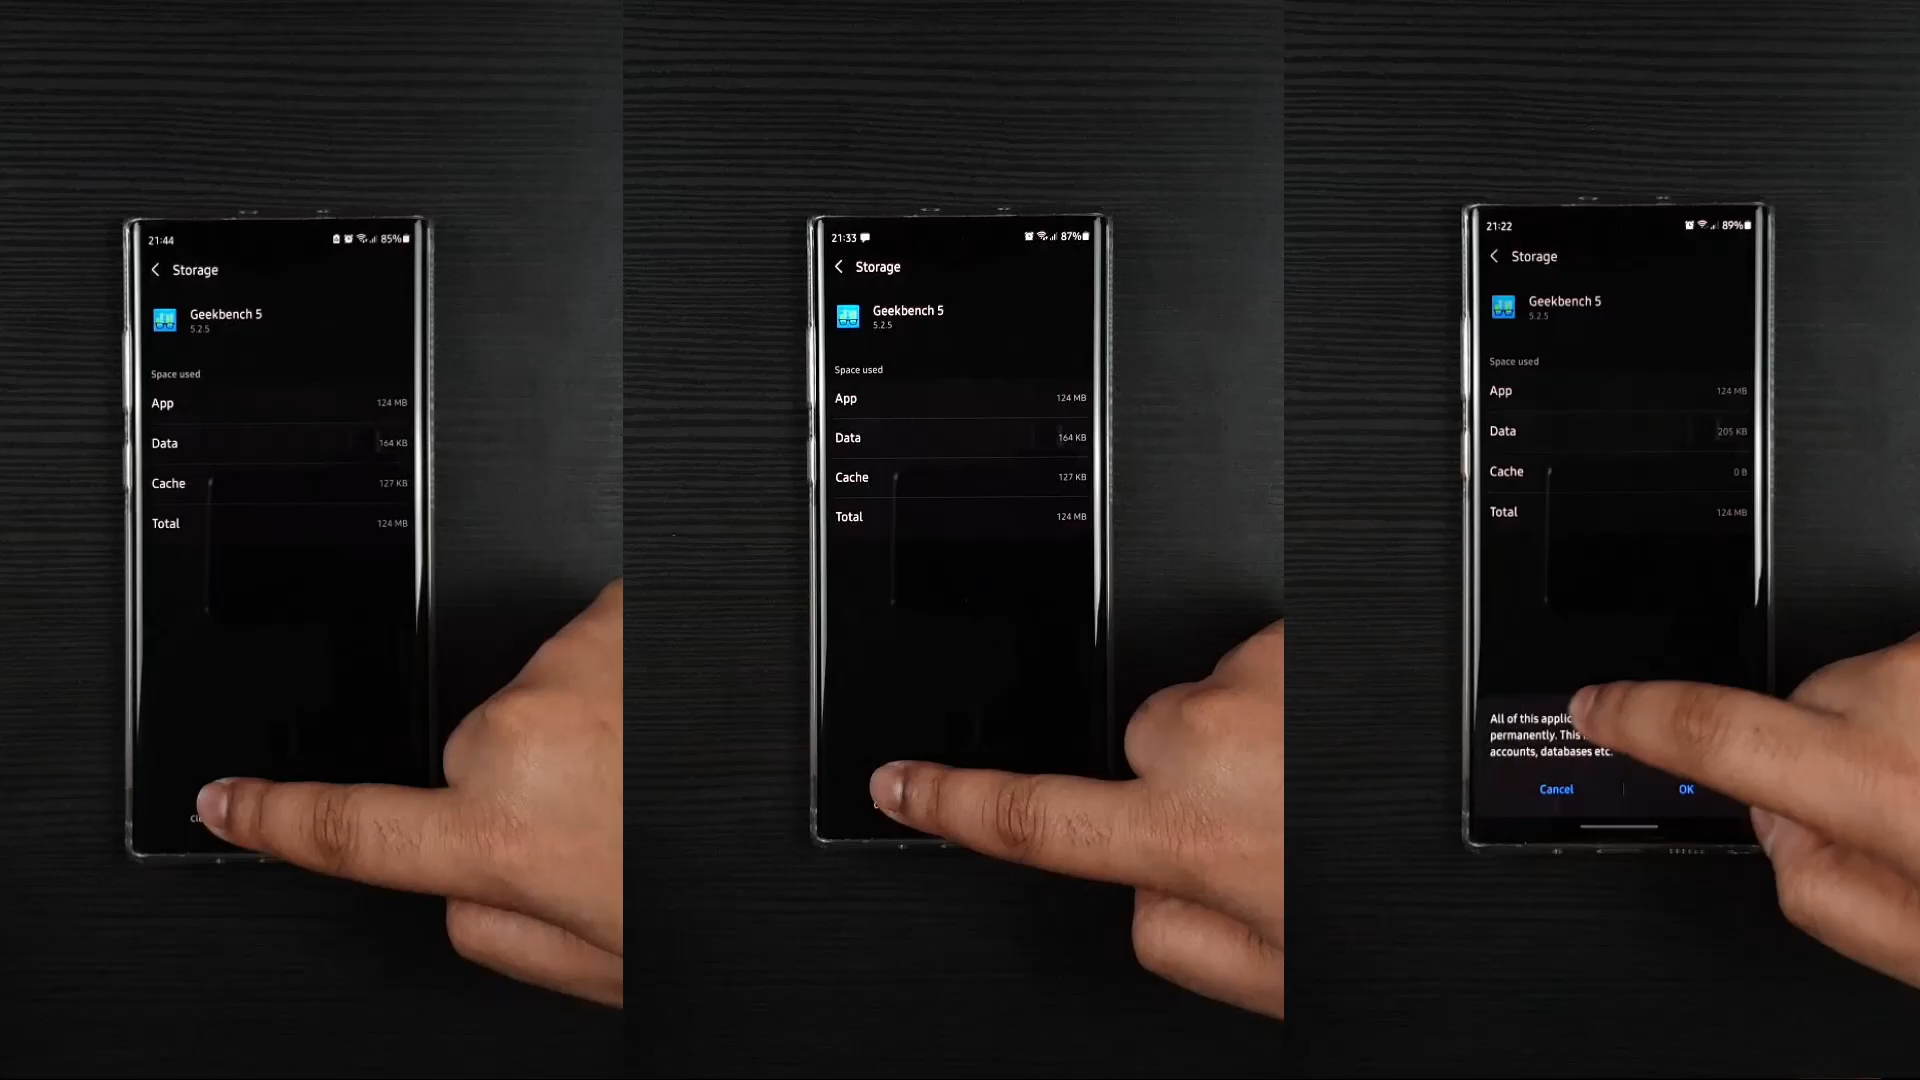 21:44
85%
Storage
Geekbench 5
5.2.5
Space used
App 124 MB
Data 164 KB
Cache 127 KB
Total 124 MB
21:33
87%
Storage
Geekbench 5
5.2.5
Space used
App 124 MB
Data 164 KB
Cache 127 KB
Total 124 MB
21:22
89%
Storage
Geekbench 5
5.2.5
Space used
App 124 MB
Data 205 KB
Cache 0 B
Total 124 MB
All of this
permanently. This
accounts, databases etc.
Cancel
OK